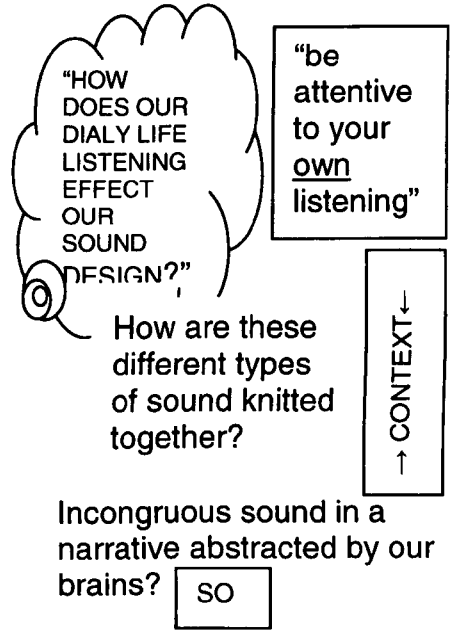 "HOW
DOES OUR
DIALY LIFE
LISTENING
EFFECT
OUR
SOUND
DESIGN?"
"be
attentive
to your
own
listening"
→ CONTEXT ←
How are these
different types
of sound knitted
together?
Incongruous sound in a
narrative abstracted by our
brains?
SO